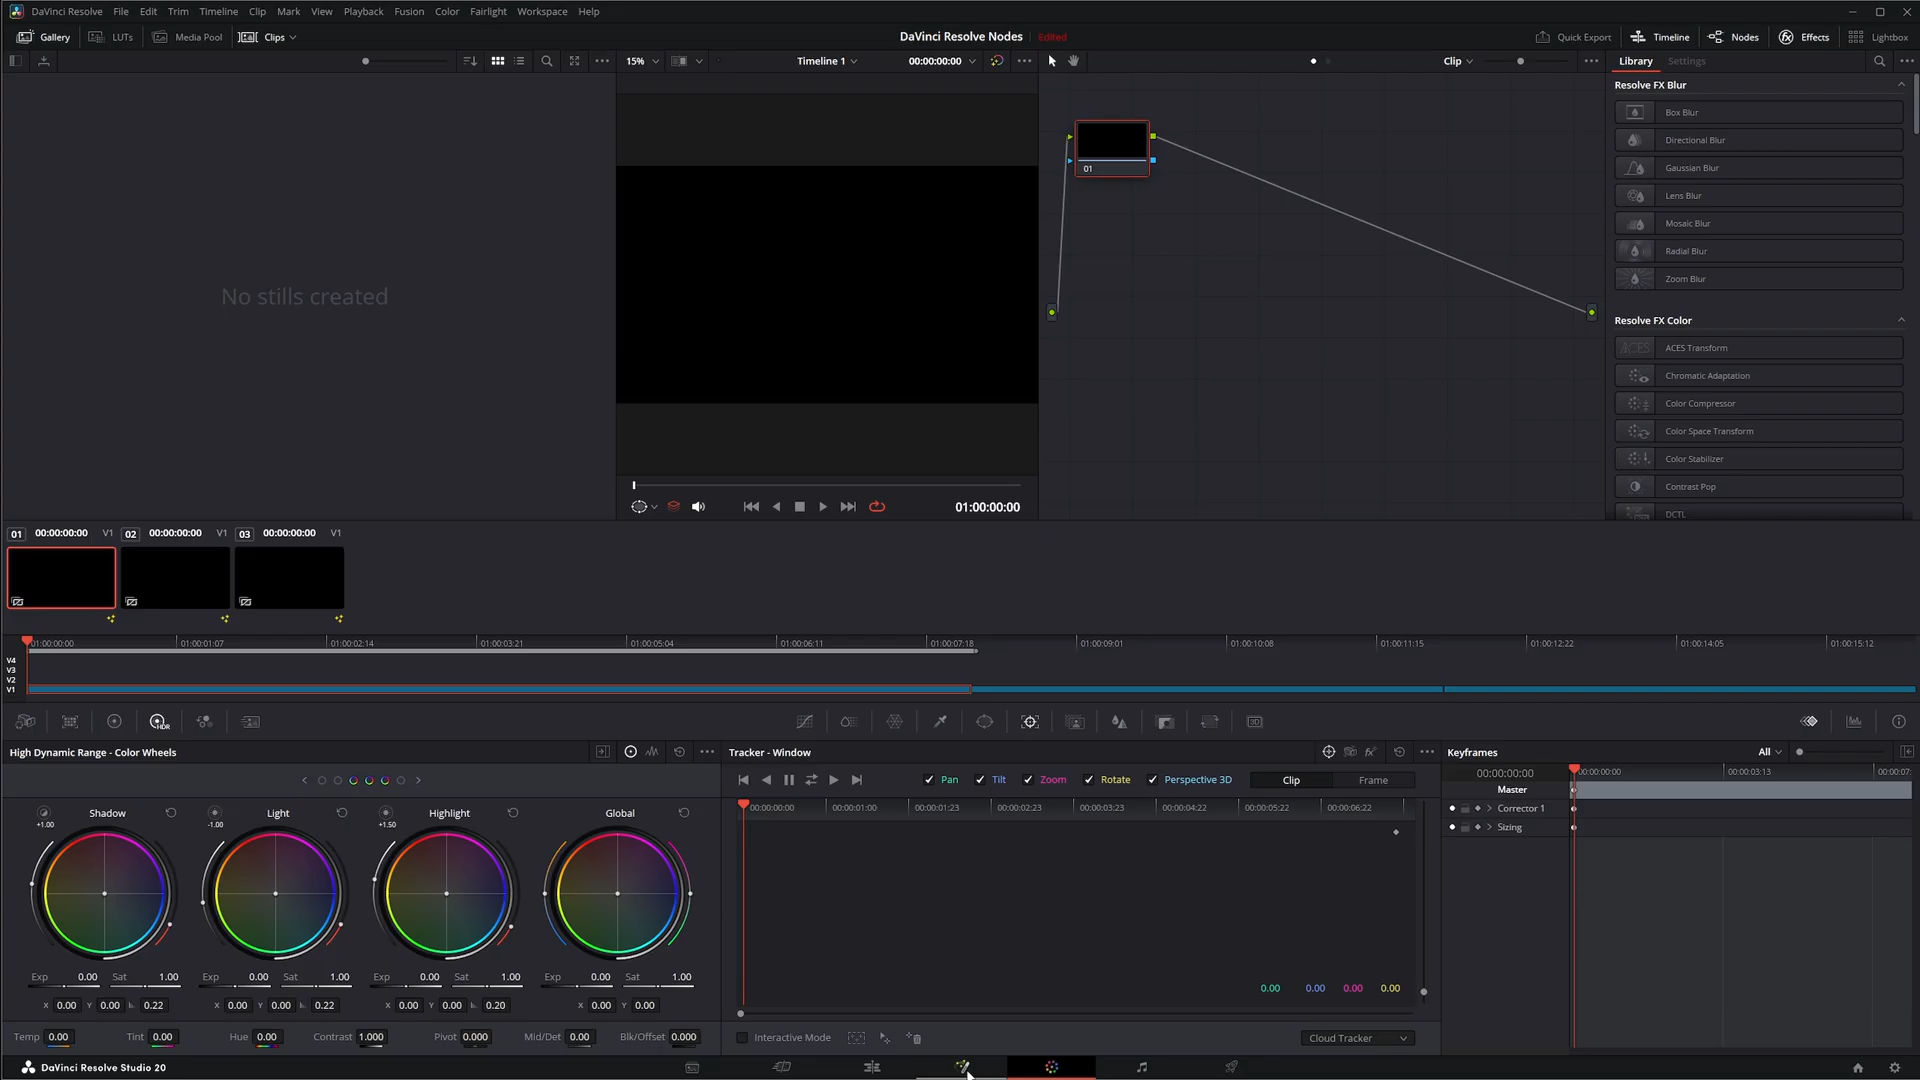 DaVinci Resolve File Edit Trim Timeline Clip Mark View Playback Fusion Color Fairlight Workspace Help
Gallery LUTs Media Pool Clips DaVinci Resolve Nodes Edited Quick Export Timeline Nodes Effects Lightbox
15% Timeline 1 00:00:00:00 Clip Library Settings
Resolve FX Blur
Box Blur
Directional Blur
Gaussian Blur
Lens Blur
Mosaic Blur
Radial Blur
Zoom Blur
Resolve FX Color
ACES ACES Transform
Chromatic Adaptation
Color Compressor
Color Space Transform
Color Stabilizer
Contrast Pop
DCTL
01
No stills created
01:00:00:00
01 00:00:00:00 V1 02 00:00:00:00 V1 03 00:00:00:00 V1
01:00:00:00 01:00:01:07 01:00:02:14 01:00:03:21 01:00:05:04 01:00:06:11 01:00:07:18 01:00:09:01 01:00:10:08 01:00:11:15 01:00:12:22 01:00:14:05 01:00:15:12
V4
V3
V2
V1
HDR 3D
High Dynamic Range - Color Wheels
Shadow Light Highlight Global
+1.00 -1.00 +1.50
Exp 0.00 Sat 1.00 Exp 0.00 Sat 1.00 Exp 0.00 Sat 1.00 Exp 0.00 Sat 1.00
X 0.00 Y 0.00 0.22 X 0.00 Y 0.00 0.22 X 0.00 Y 0.00 0.20 X 0.00 Y 0.00
Temp 0.00 Tint 0.00 Hue 0.00 Contrast 1.000 Pivot 0.000 Mid/Det 0.00 Blk/Offset 0.000
Tracker - Window
Pan Tilt Zoom Rotate Perspective 3D Clip Frame
00:00:00:00 00:00:01:00 00:00:01:23 00:00:02:23 00:00:03:23 00:00:04:22 00:00:05:22 00:00:06:22
0.00 0.00 0.00 0.00
Interactive Mode Cloud Tracker
Keyframes All
00:00:00:00 00:00:00:00 00:00:03:13 00:00:07:
Master
Corrector 1
Sizing
DaVinci Resolve Studio 20